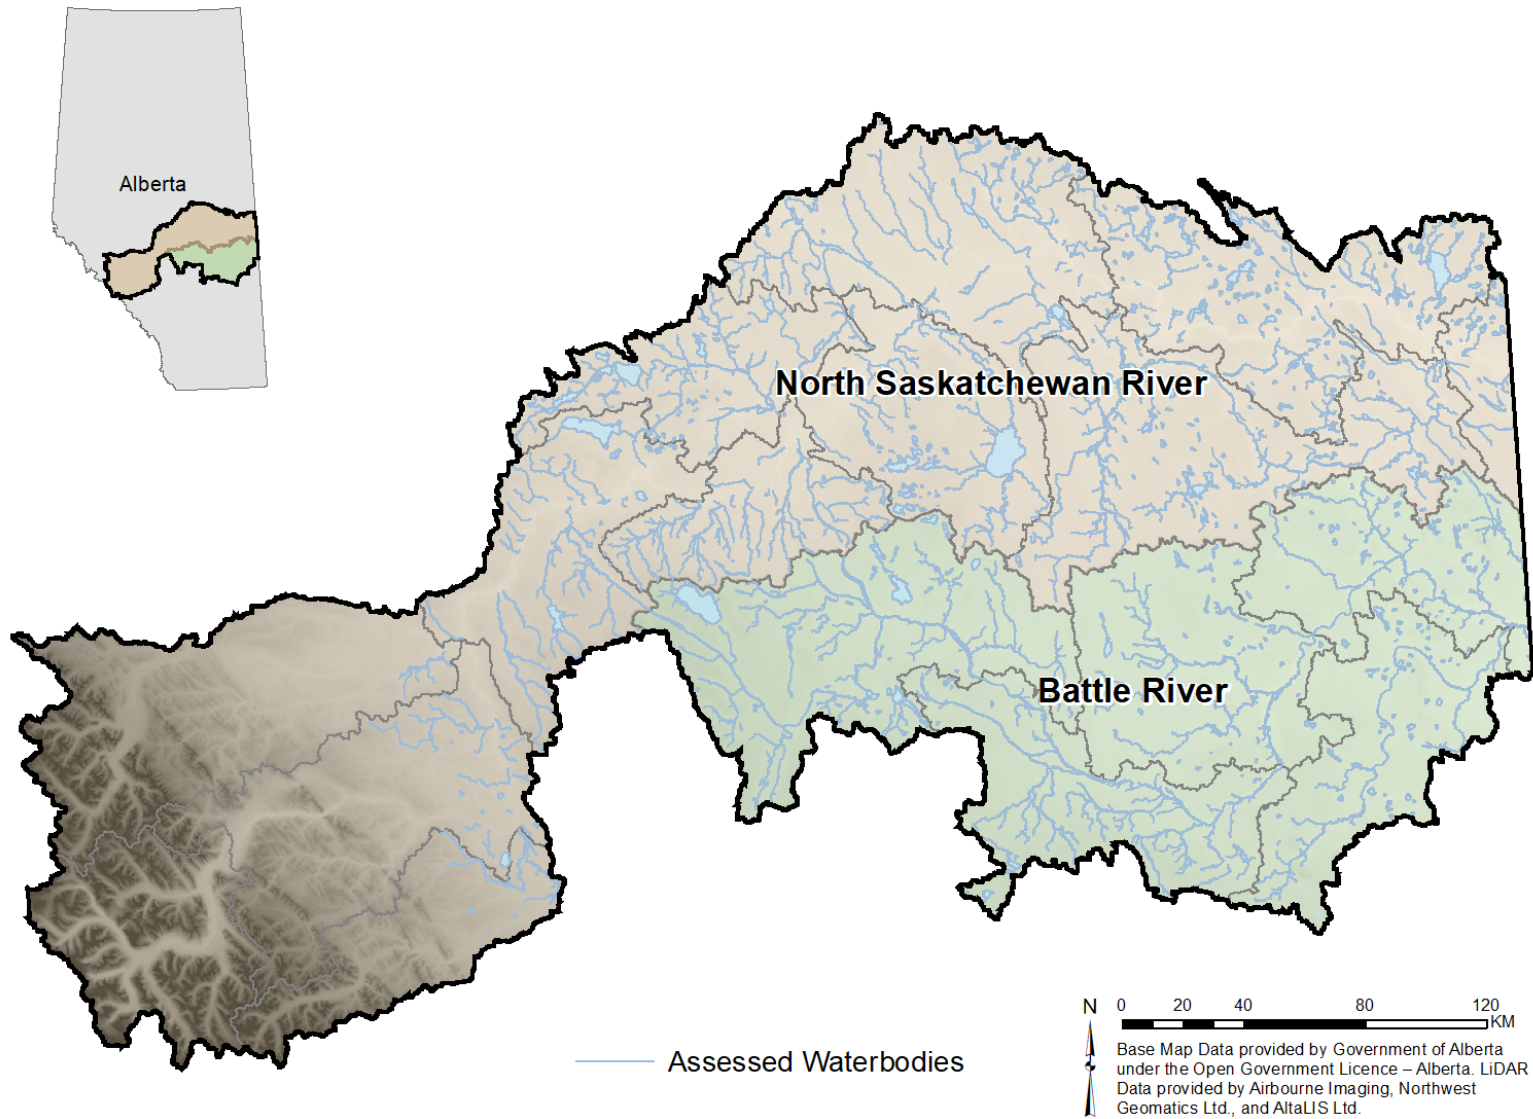 Alberta
North Saskatchewan River
Battle River
Assessed Waterbodies
N
0 20 40 80 120
KM
Base Map Data provided by Government of Alberta
under the Open Government Licence – Alberta. LiDAR
Data provided by Airbourne Imaging, Northwest
Geomatics Ltd., and AltaLIS Ltd.